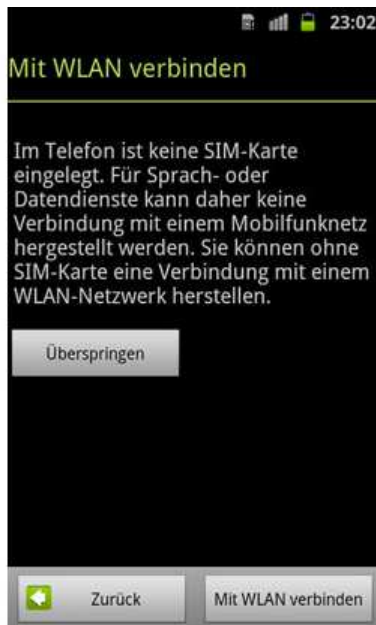 23:02
Mit WLAN verbinden
Im Telefon ist keine SIM-Karte
eingelegt. Für Sprach- oder
Datendienste kann daher keine
Verbindung mit einem Mobilfunknetz
hergestellt werden. Sie können ohne
SIM-Karte eine Verbindung mit einem
WLAN-Netzwerk herstellen.
Überspringen
Zurück
Mit WLAN verbinden